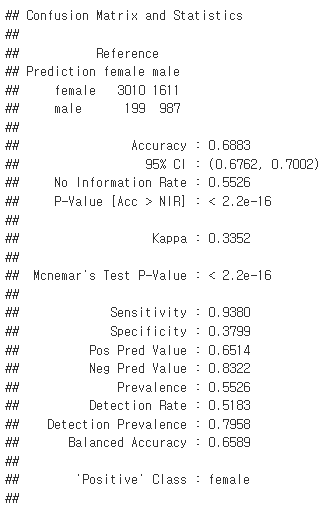 ## Confusion Matrix and Statistics
##
##           Reference
## Prediction female male
##     female   3010 1611
##     male      199  987
##
##                Accuracy : 0.6883
##                  95% CI : (0.6762, 0.7002)
##     No Information Rate : 0.5526
##     P-Value [Acc > NIR] : < 2.2e-16
##
##                   Kappa : 0.3352
##
##  Mcnemar's Test P-Value : < 2.2e-16
##
##             Sensitivity : 0.9380
##             Specificity : 0.3799
##          Pos Pred Value : 0.6514
##          Neg Pred Value : 0.8322
##              Prevalence : 0.5526
##          Detection Rate : 0.5183
##    Detection Prevalence : 0.7958
##       Balanced Accuracy : 0.6589
##
##        'Positive' Class : female
##